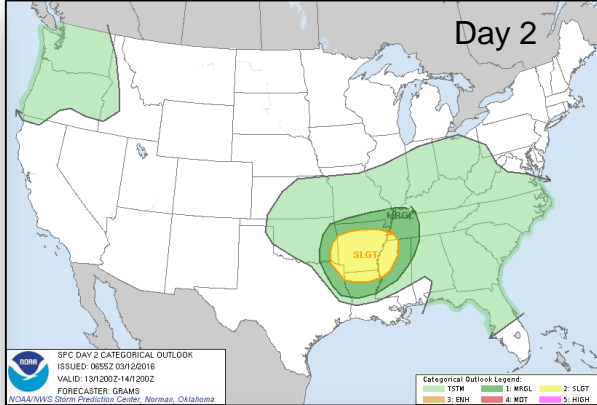 Day 2
MRGL
SLGT
NOAA
SPC DAY 2 CATEGORICAL OUTLOOK
ISSUED: 0655Z 03/12/2016
VALID: 13/1200Z-14/1200Z
FORECASTER: GRAMS
NOAA/NWS Storm Prediction Center, Norman, Oklahoma
Categorical Outlook Legend:
TSTM 1: MRGL 2: SLGT
3: ENH 4: MDT 5: HIGH